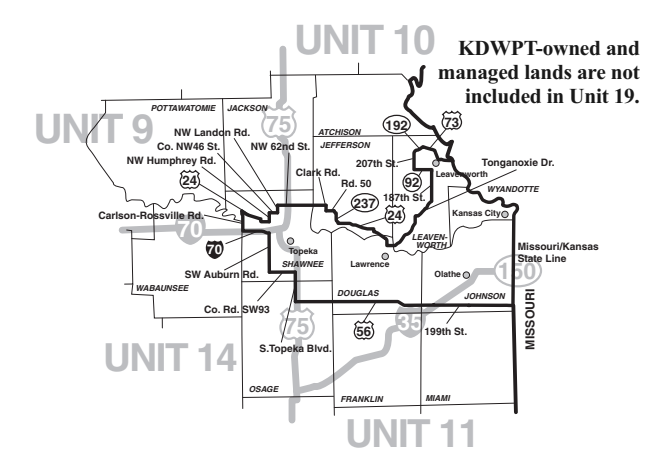 UNIT 10
KDWPT-owned and
managed lands are not
included in Unit 19.
POTTAWATOMIE
JACKSON
75
UNIT 9
NW Landon Rd.
Co. NW46 St.
NW 62nd St.
NW Humphrey Rd.
24
ATCHISON
JEFFERSON
192
73
207th St.
Leavenworth
Tonganoxie Dr.
Clark Rd.
Rd. 50
92
187th St.
WYANDOTTE
237
24
Kansas City
Carlson-Rossville Rd.
70
70
Topeka
SHAWNEE
LEAVEN-
WORTH
Lawrence
Missouri/Kansas
State Line
SW Auburn Rd.
Olathe
150
WABAUNSEE
Co. Rd. SW93
DOUGLAS
JOHNSON
MISSOURI
75
56
35
199th St.
UNIT 14
S.Topeka Blvd.
OSAGE
FRANKLIN
MIAMI
UNIT 11